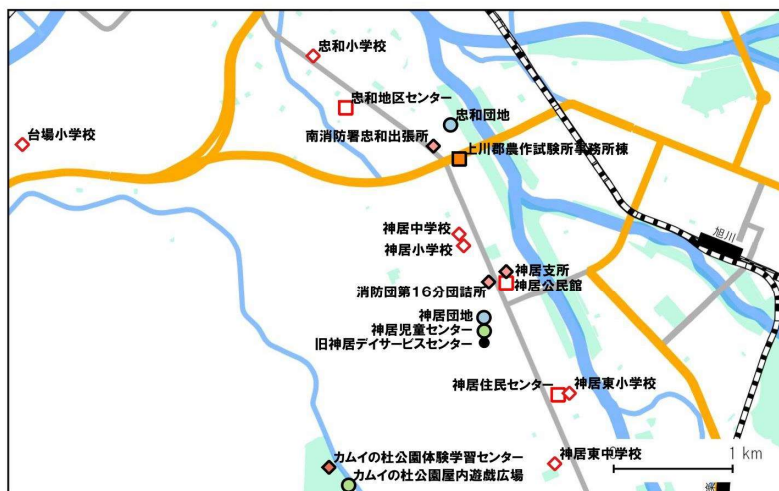 忠和小学校
忠和地区センター
忠和団地
台場小学校
南消防署忠和出張所
上川郡農作試験所事務所棟
神居中学校
神居小学校
旭川
神居支所
消防団第16分団詰所
神居公民館
神居団地
神居児童センター
旧神居デイサービスセンター
神居住民センター
神居東小学校
神居東中学校
0
1 km
カムイの杜公園体験学習センター
カムイの杜公園屋内遊戯広場